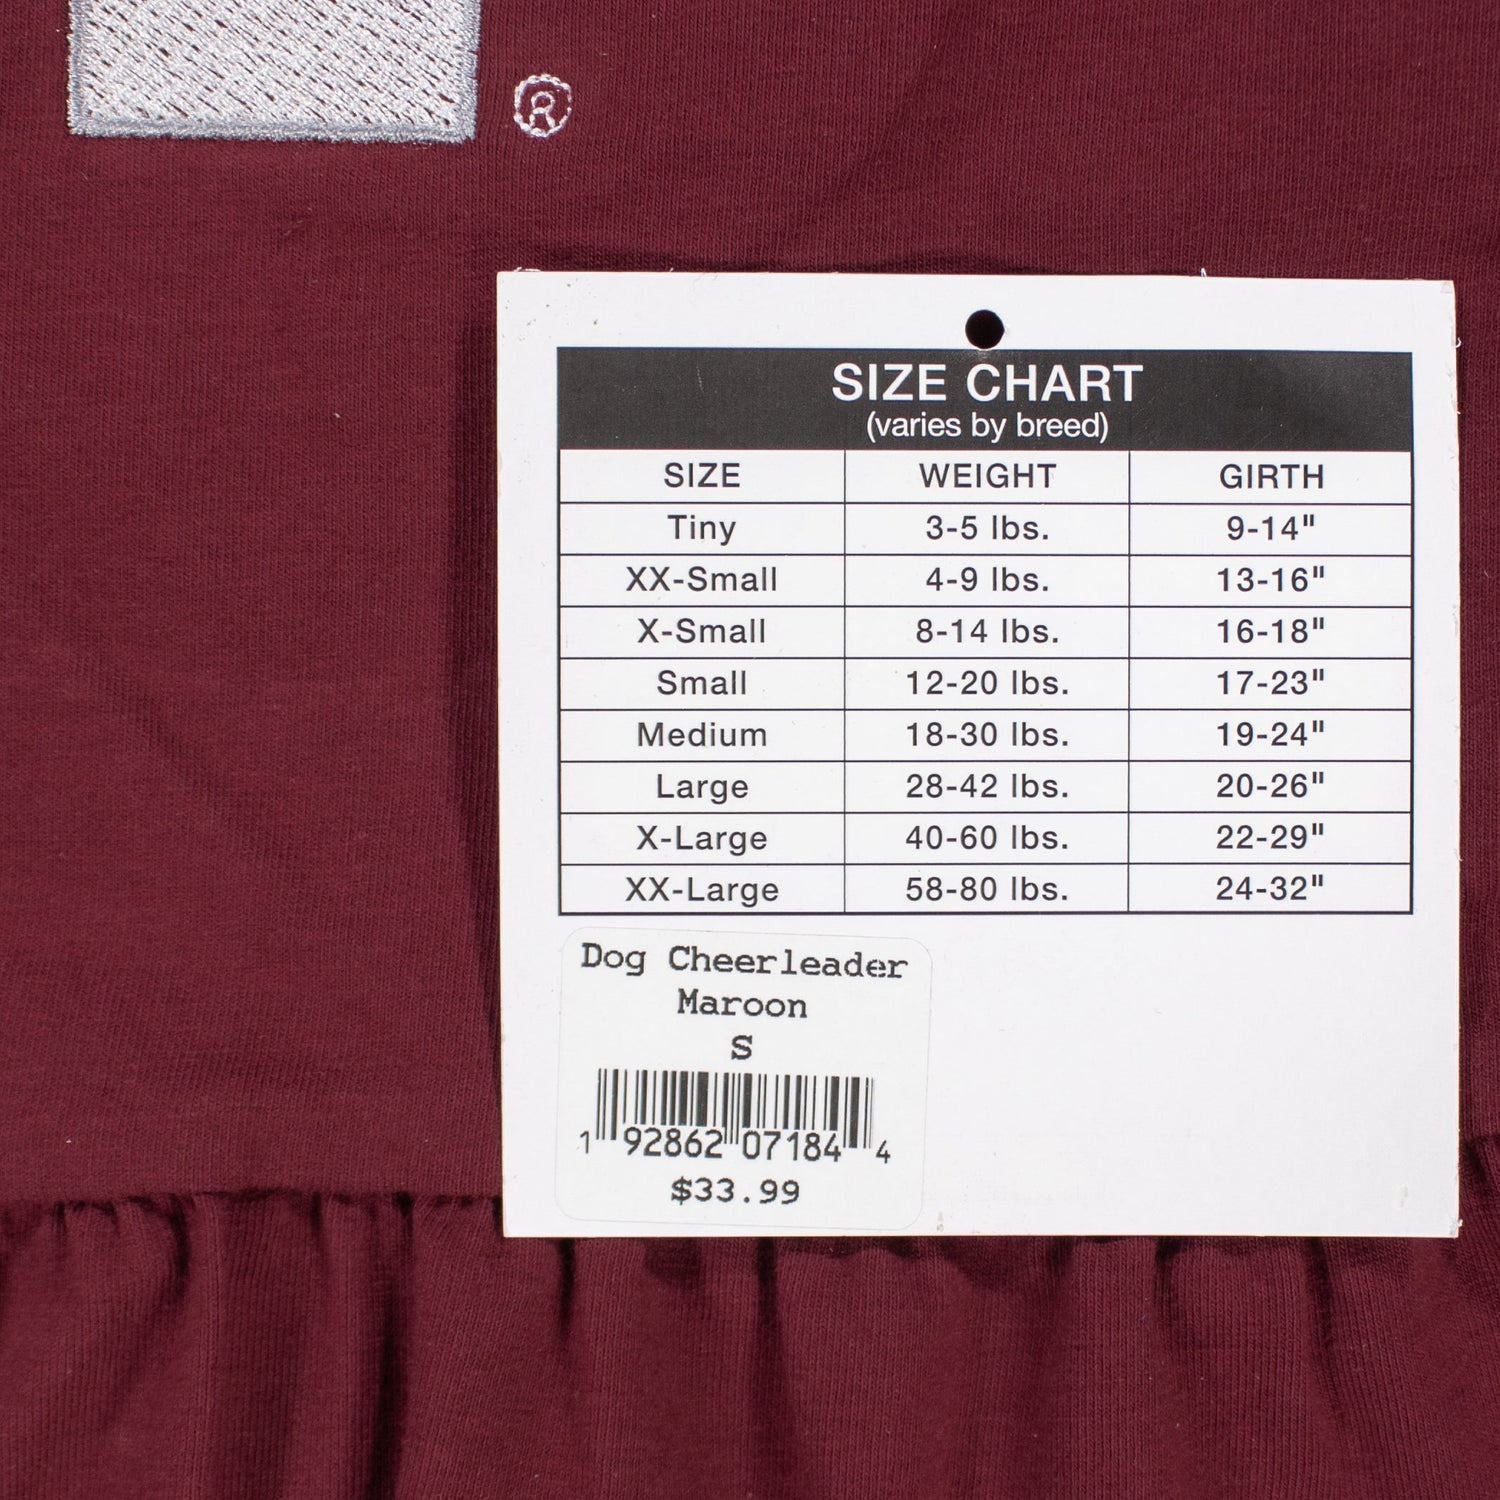 ®
SIZE CHART
(varies by breed)
SIZE WEIGHT GIRTH
Tiny 3-5 lbs. 9-14"
XX-Small 4-9 lbs. 13-16"
X-Small 8-14 lbs. 16-18"
Small 12-20 lbs. 17-23"
Medium 18-30 lbs. 19-24"
Large 28-42 lbs. 20-26"
X-Large 40-60 lbs. 22-29"
XX-Large 58-80 lbs. 24-32"
Dog Cheerleader
Maroon
S
1 92862 07184 4
$33.99